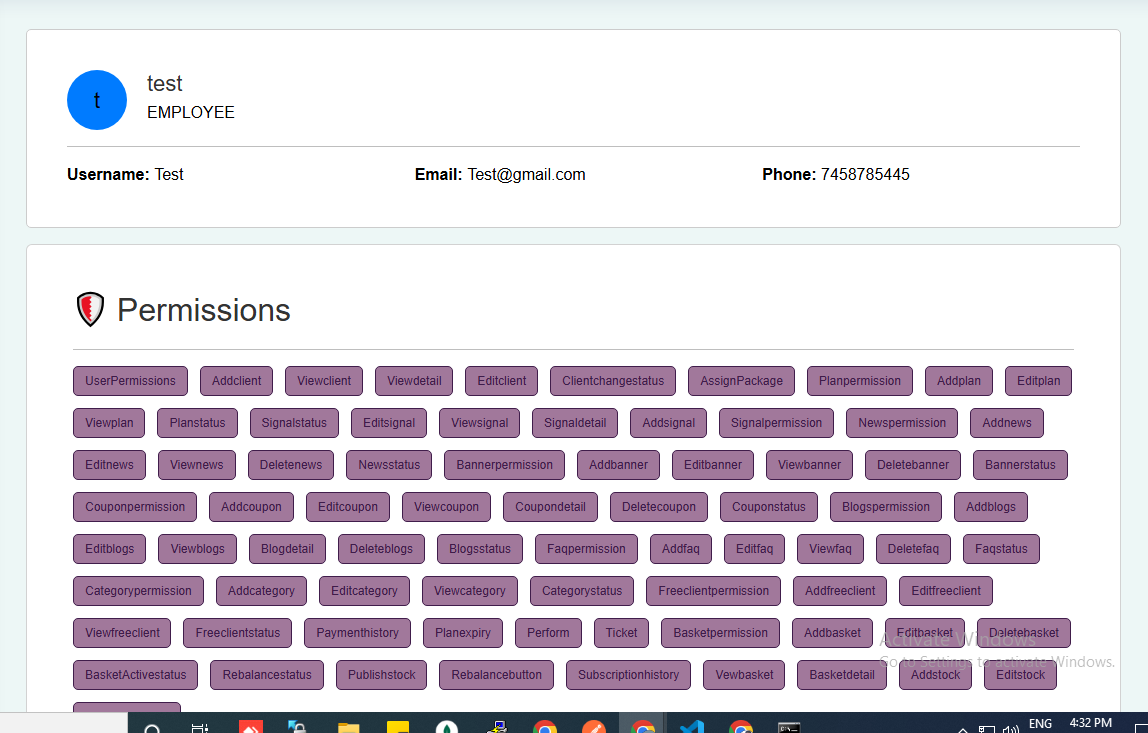 t
test
EMPLOYEE
Username: Test Email: Test@gmail.com Phone: 7458785445
Permissions
UserPermissions Addclient Viewclient Viewdetail Editclient Clientchangestatus AssignPackage Planpermission Addplan Editplan
Viewplan Planstatus Signalstatus Editsignal Viewsignal Signaldetail Addsignal Signalpermission Newspermission Addnews
Editnews Viewnews Deletenews Newsstatus Bannerpermission Addbanner Editbanner Viewbanner Deletebanner Bannerstatus
Couponpermission Addcoupon Editcoupon Viewcoupon Coupondetail Deletecoupon Couponstatus Blogspermission Addblogs
Editblogs Viewblogs Blogdetail Deleteblogs Blogsstatus Faqpermission Addfaq Editfaq Viewfaq Deletefaq Faqstatus
Categorypermission Addcategory Editcategory Viewcategory Categorystatus Freeclientpermission Addfreeclient Editfreeclient
Viewfreeclient Freeclientstatus Paymenthistory Planexpiry Perform Ticket Basketpermission Addbasket Editbasket Deletebasket
Activate Windows
BasketActivestatus Rebalancestatus Publishstock Rebalancebutton Subscriptionhistory Vewbasket Basketdetail Addstock Editstock
Go to Settings to activate Windows.
ENG 4:32 PM